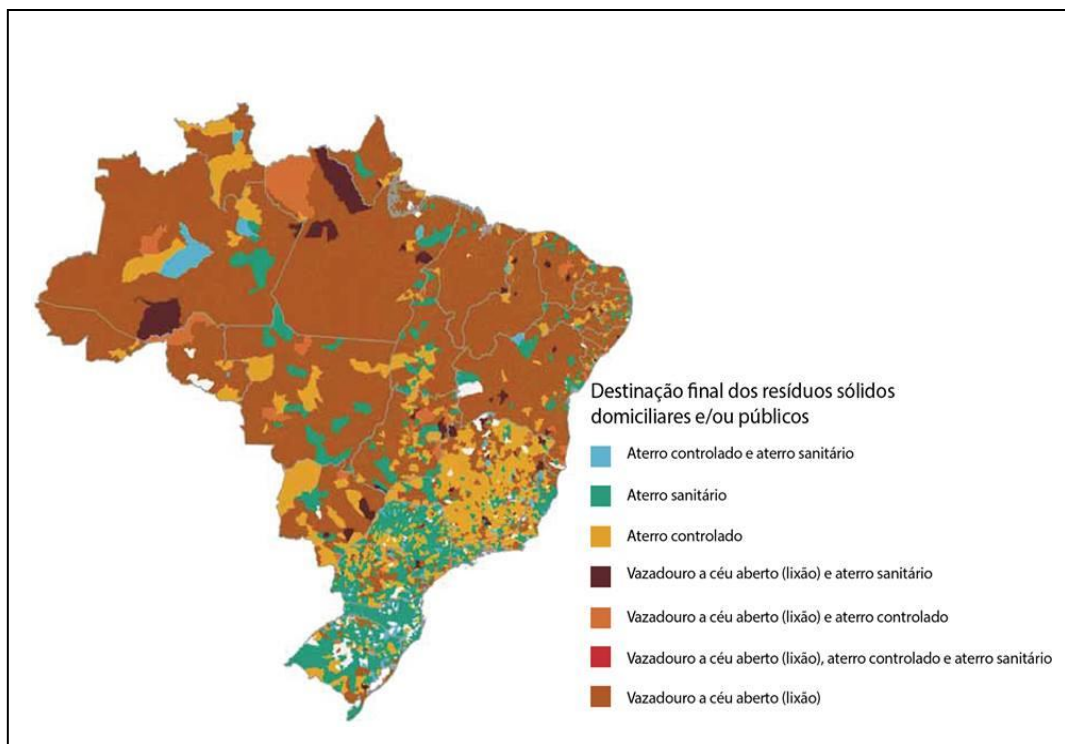 Destinação final dos resíduos sólidos
domiciliares e/ou públicos
Aterro controlado e aterro sanitário
Aterro sanitário
Aterro controlado
Vazadouro a céu aberto (lixão) e aterro sanitário
Vazadouro a céu aberto (lixão) e aterro controlado
Vazadouro a céu aberto (lixão), aterro controlado e aterro sanitário
Vazadouro a céu aberto (lixão)